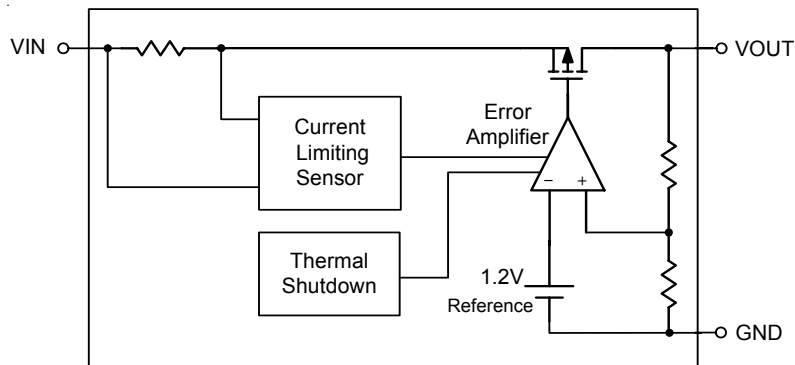 VIN
VOUT
Error
Amplifier
Current
Limiting
Sensor
− +
Thermal
Shutdown
1.2V
Reference
GND